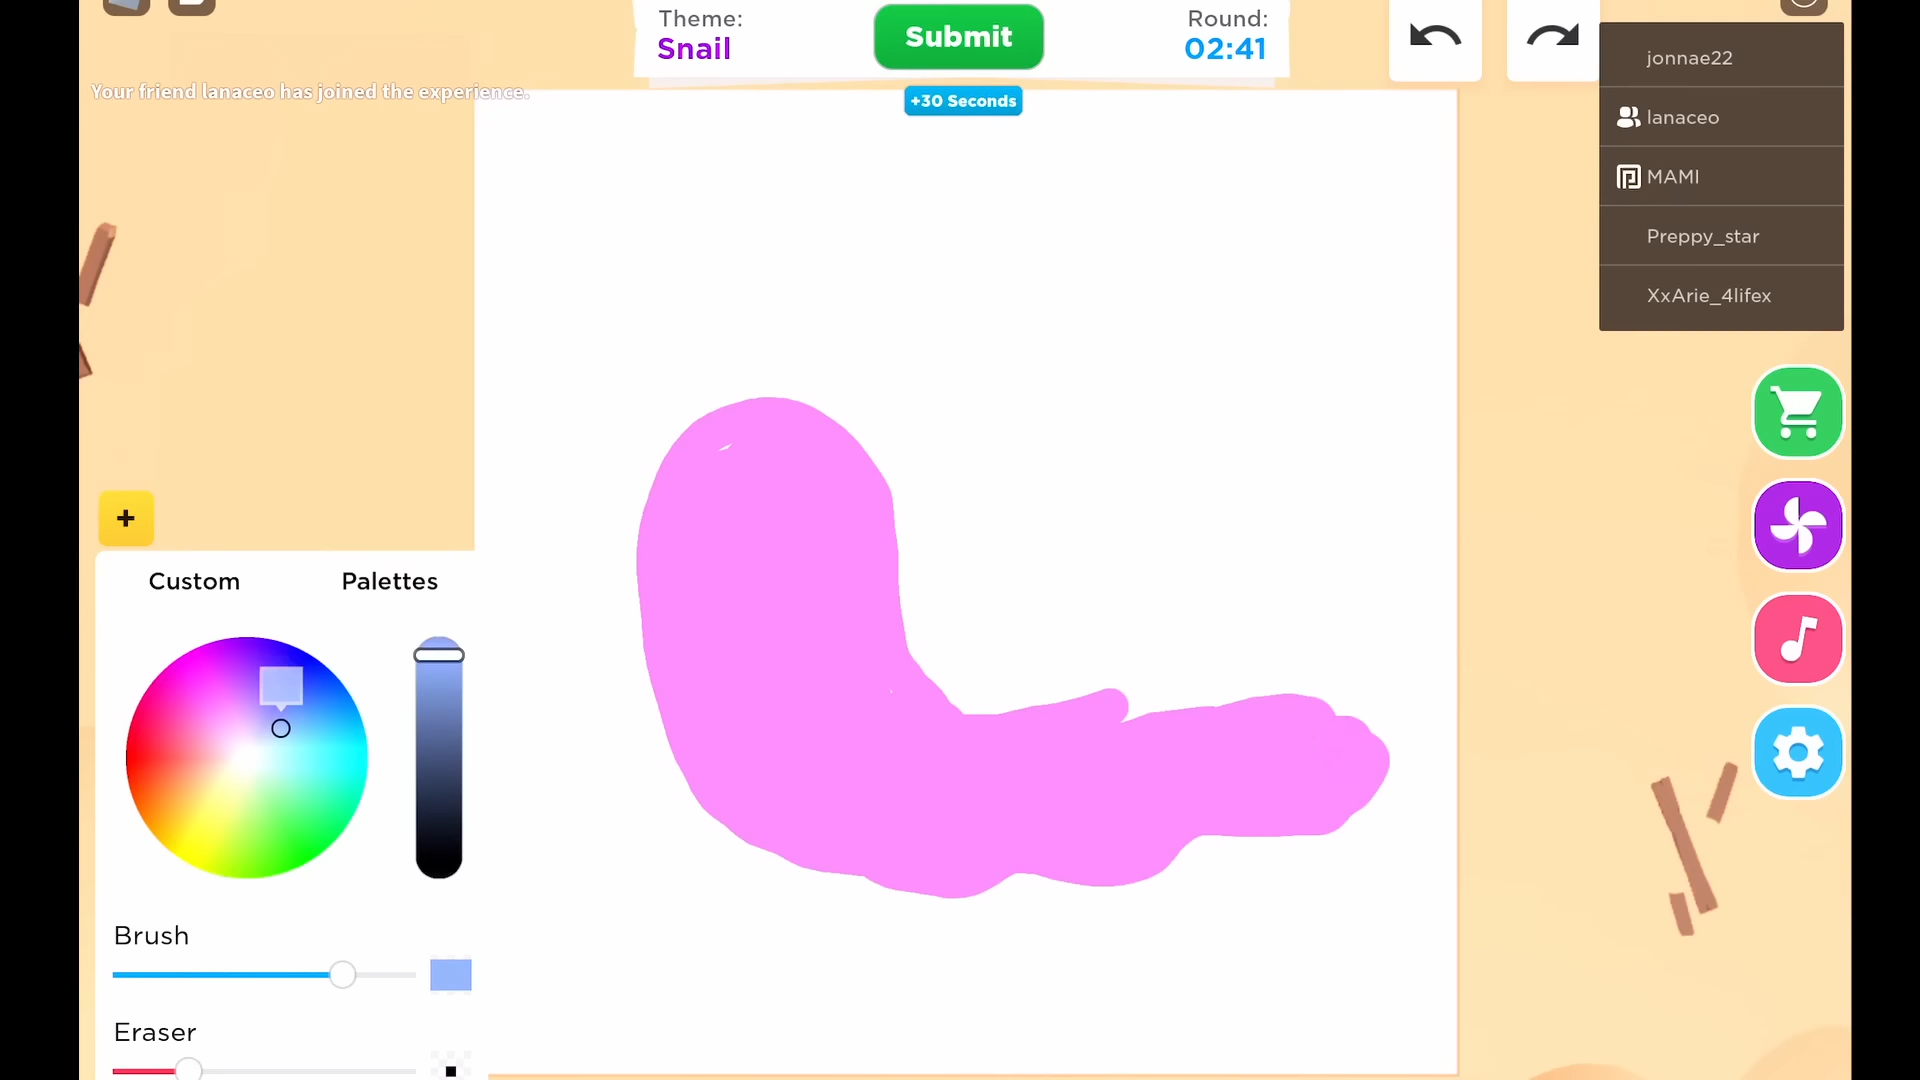 Theme:
Snail
Submit
Round:
02:41
+30 Seconds
Your friend lanaceo has joined the experience.
jonnae22
lanaceo
MAMI
Preppy_star
XxArie_4lifex
+
Custom
Palettes
Brush
Eraser